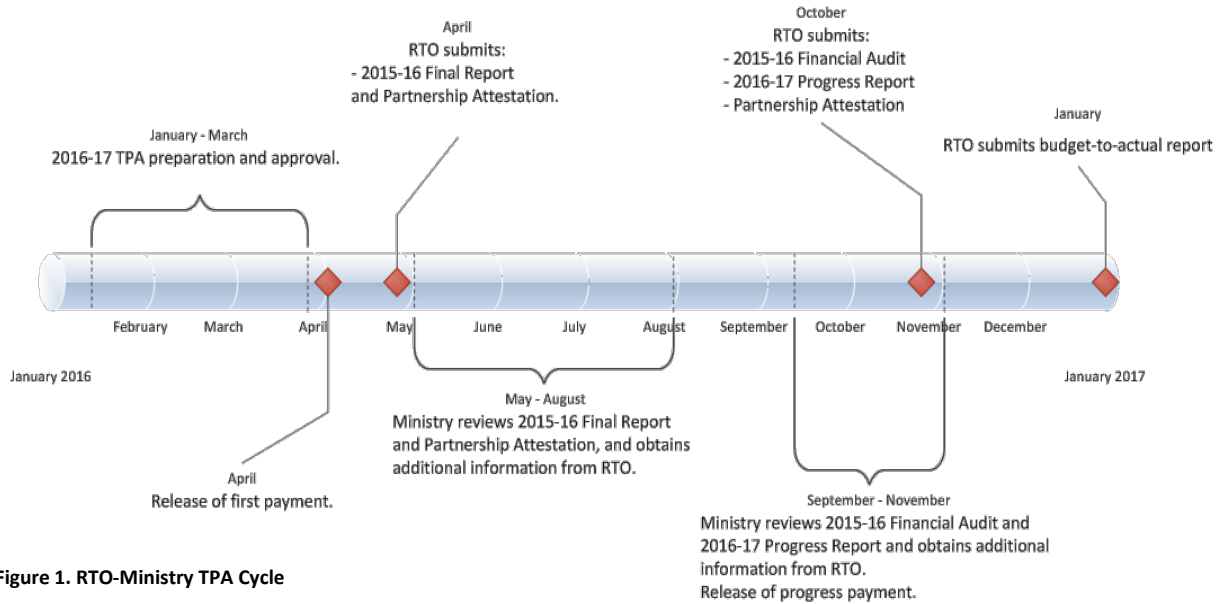 April
RTO submits:
- 2015-16 Final Report
and Partnership Attestation.
October
RTO submits:
- 2015-16 Financial Audit
- 2016-17 Progress Report
- Partnership Attestation
January
RTO submits budget-to-actual report
January - March
2016-17 TPA preparation and approval.
February
March
April
May
June
July
August
September
October
November
December
January 2016
January 2017
May - August
Ministry reviews 2015-16 Final Report
and Partnership Attestation, and obtains
additional information from RTO.
April
Release of first payment.
September - November
Ministry reviews 2015-16 Financial Audit and
2016-17 Progress Report and obtains additional
information from RTO.
Release of progress payment.
Figure 1. RTO-Ministry TPA Cycle